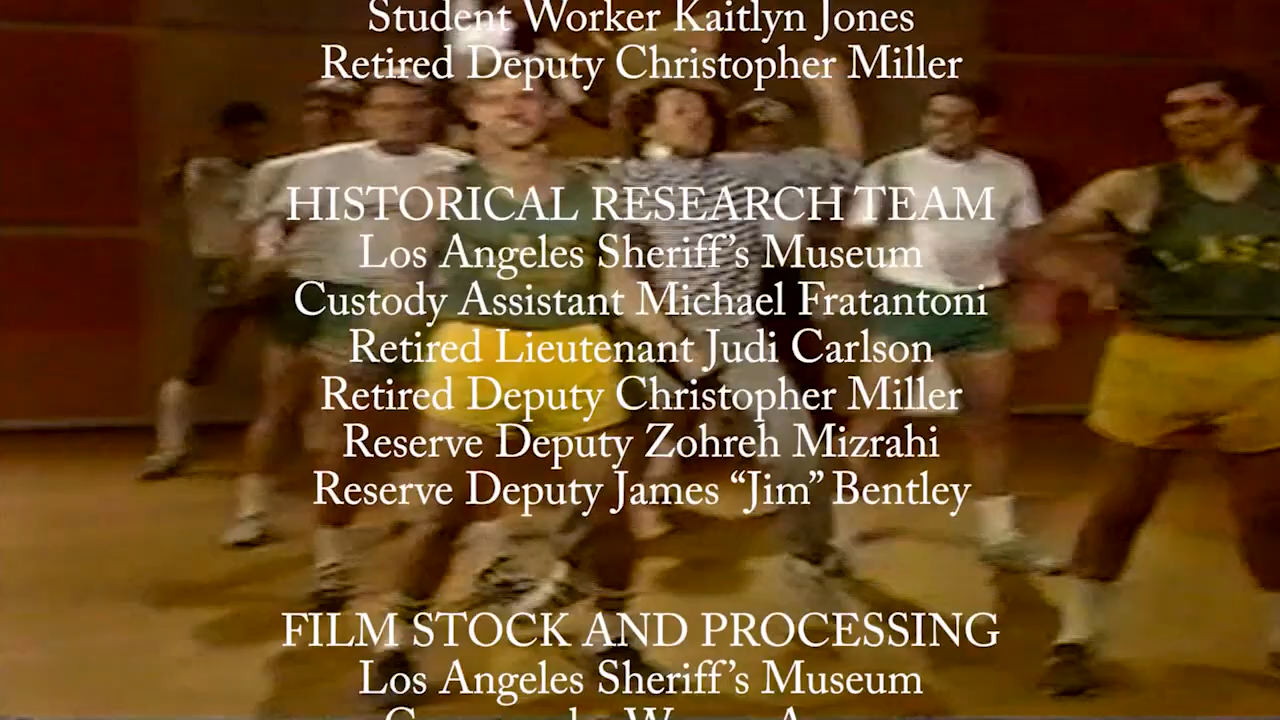 Student Worker Kaitlyn Jones
Retired Deputy Christopher Miller
HISTORICAL RESEARCH TEAM
Los Angeles Sheriff's Museum
Custody Assistant Michael Fratantoni
Retired Lieutenant Judi Carlson
Retired Deputy Christopher Miller
Reserve Deputy Zohreh Mizrahi
Reserve Deputy James “Jim” Bentley
FILM STOCK AND PROCESSING
Los Angeles Sheriff's Museum